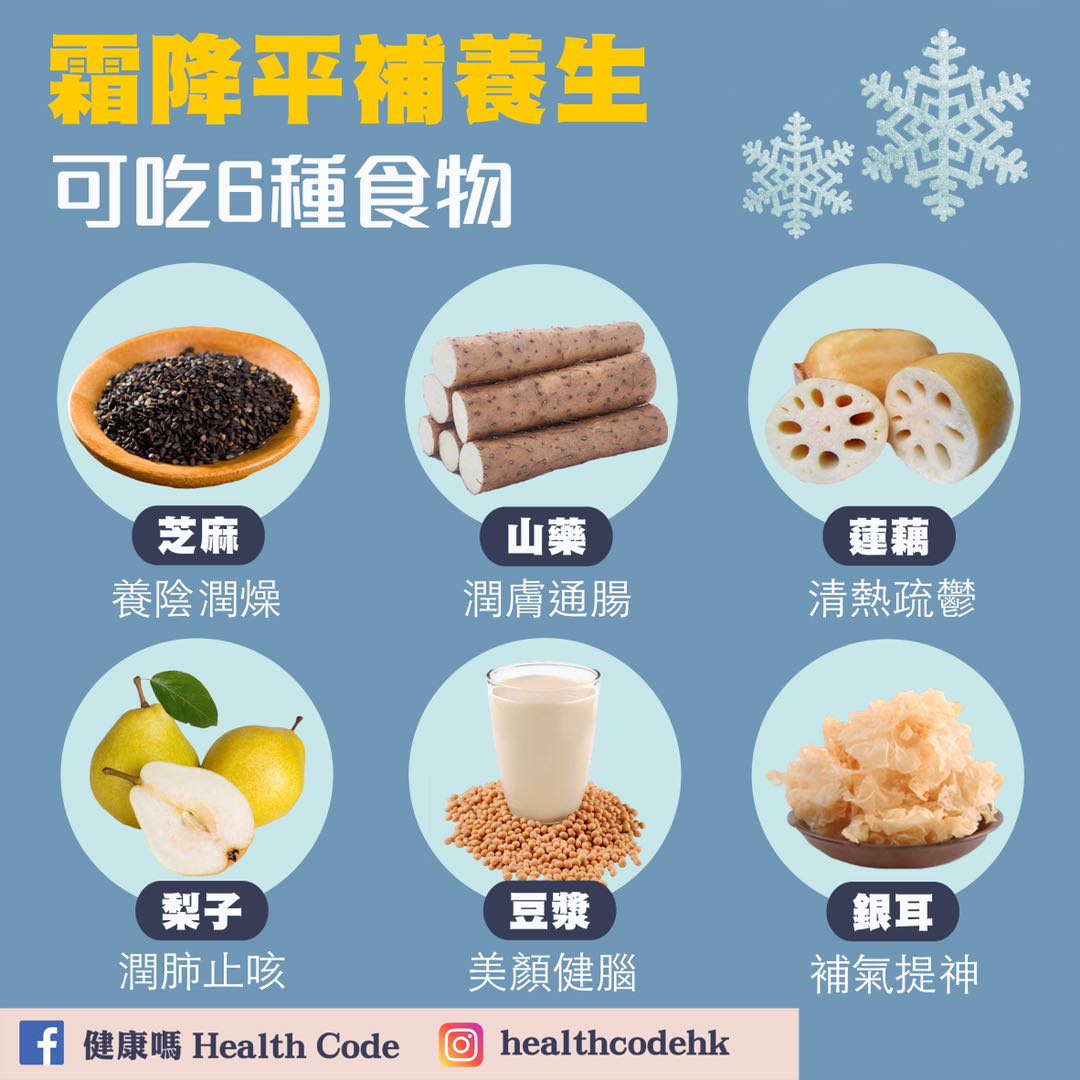 霜降平補養生
可吃6種食物
芝麻
養陰潤燥
山藥
潤膚通腸
蓮藕
清熱疏鬱
梨子
潤肺止咳
豆漿
美顏健腦
銀耳
補氣提神
健康嗎 Health Code
healthcodehk